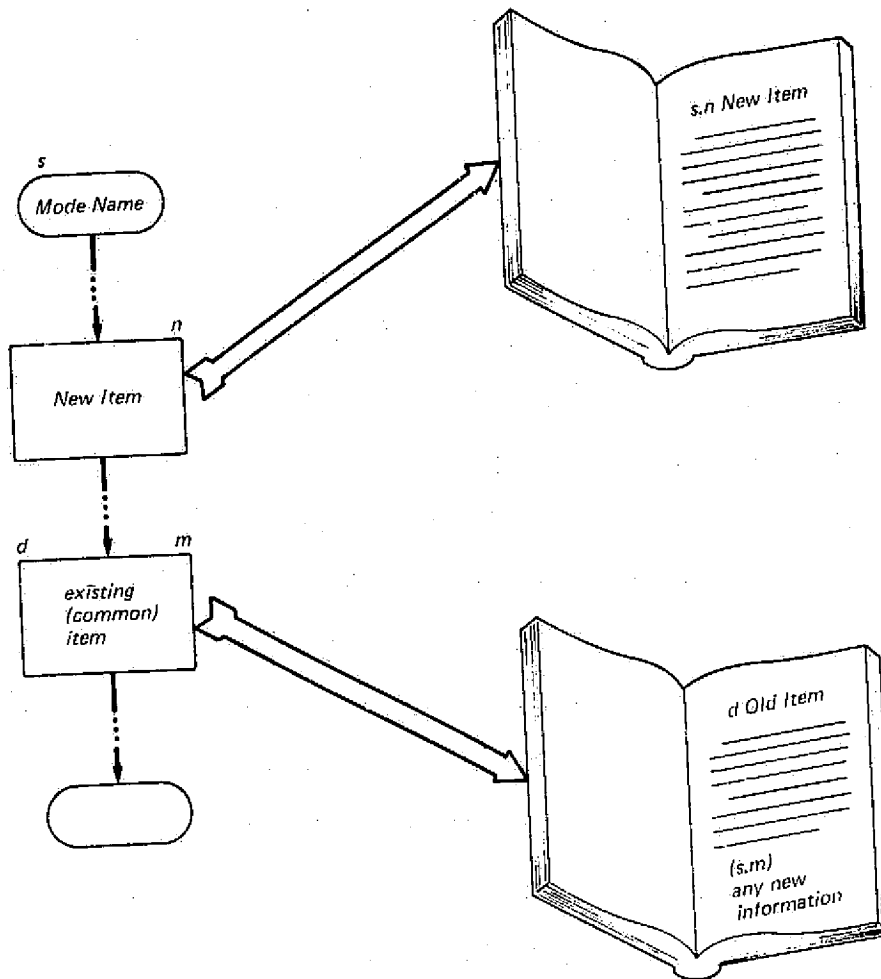 s
Mode Name
n
New Item
d
m
existing
(common)
item
s.n New Item
d Old Item
(s.m)
any new
information